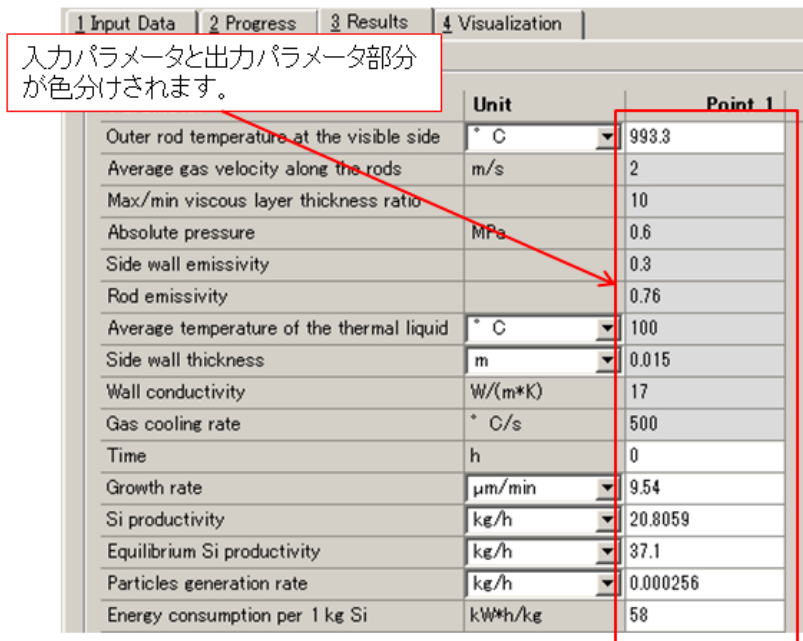 1 Input Data 2 Progress 3 Results 4 Visualization
入力パラメータと出力パラメータ部分
が色分けされます。
Unit Point 1
Outer rod temperature at the visible side ° C 993.3
Average gas velocity along the rods m/s 2
Max/min viscous layer thickness ratio 10
Absolute pressure MPa 0.6
Side wall emissivity 0.3
Rod emissivity 0.76
Average temperature of the thermal liquid ° C 100
Side wall thickness m 0.015
Wall conductivity W/(m*K) 17
Gas cooling rate ° C/s 500
Time h 0
Growth rate µm/min 9.54
Si productivity kg/h 20.8059
Equilibrium Si productivity kg/h 37.1
Particles generation rate kg/h 0.000256
Energy consumption per 1 kg Si kW*h/kg 58